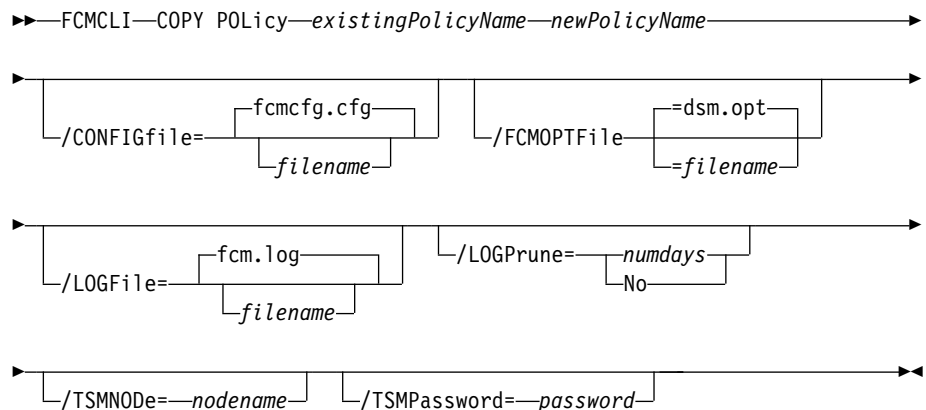 FCMCLI COPY POLicy existingPolicyName newPolicyName
fcmcfg.cfg =dsm.opt
/CONFIGfile= /FCMOPTFile
filename =filename
fcm.log /LOGPrune= numdays
/LOGFile= No
filename
/TSMNODe= nodename /TSMPassword= password